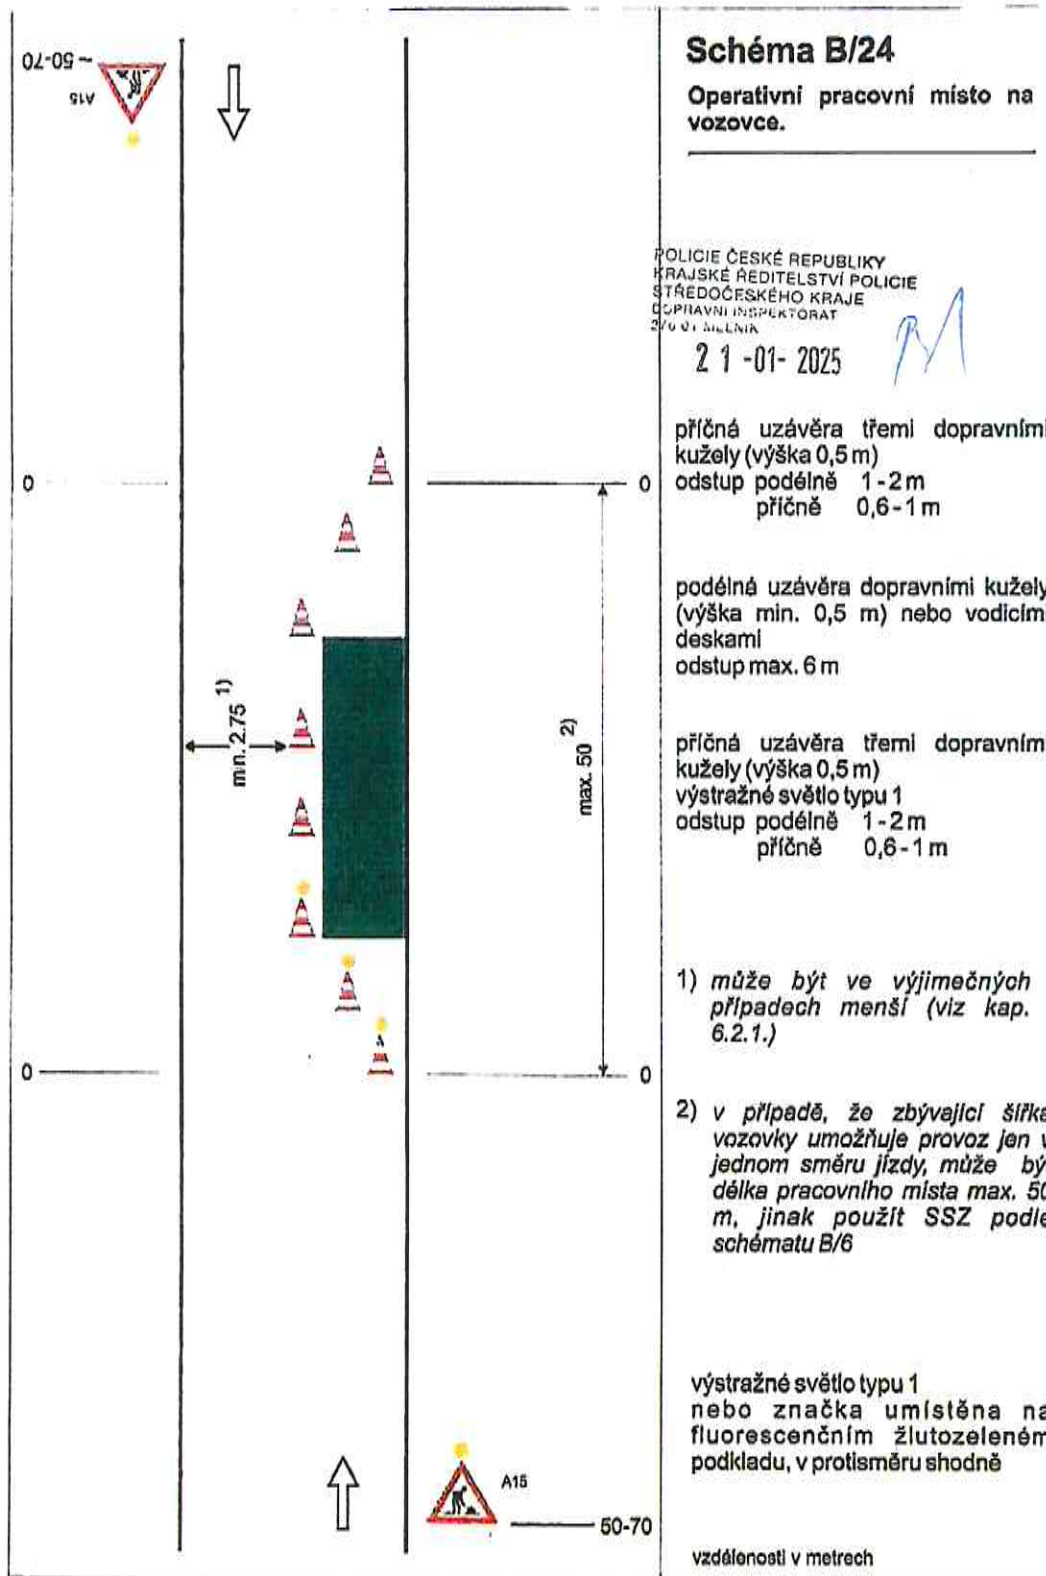 50-70
A15
Schéma B/24
Operativní pracovní místo na
vozovce.
POLICIE ČESKÉ REPUBLIKY
KRAJSKÉ ŘEDITELSTVÍ POLICIE
STŘEDOČESKÉHO KRAJE
DOPRAVNI INSPEKTORAT
MELNIK
21-01-2025
příčná uzávěra třemi dopravními
kužely (výška 0,5 m)
odstup podélně 1-2 m
příčně 0,6-1 m
0
0
podélná uzávěra dopravními kužely
(výška min. 0,5 m) nebo vodicími
deskami
odstup max. 6 m
min. 2.75 1)
max. 50 2)
příčná uzávěra třemi dopravním
kužely (výška 0,5 m)
výstražné světlo typu 1
odstup podélně 1-2 m
příčně 0,6-1 m
1) může být ve výjimečných
případech menší (viz kap.
6.2.1.)
0
0
2) v případě, že zbývající šířka
vozovky umožňuje provoz jen v
jednom směru jízdy, může bý
délka pracovního místa max. 50
m, jinak použít SSZ podle
schématu B/6
výstražné světlo typu 1
nebo značka umístěna na
fluorescenčním žlutozeleném
podkladu, v protisměru shodně
A15
50-70
vzdálenosti v metrech